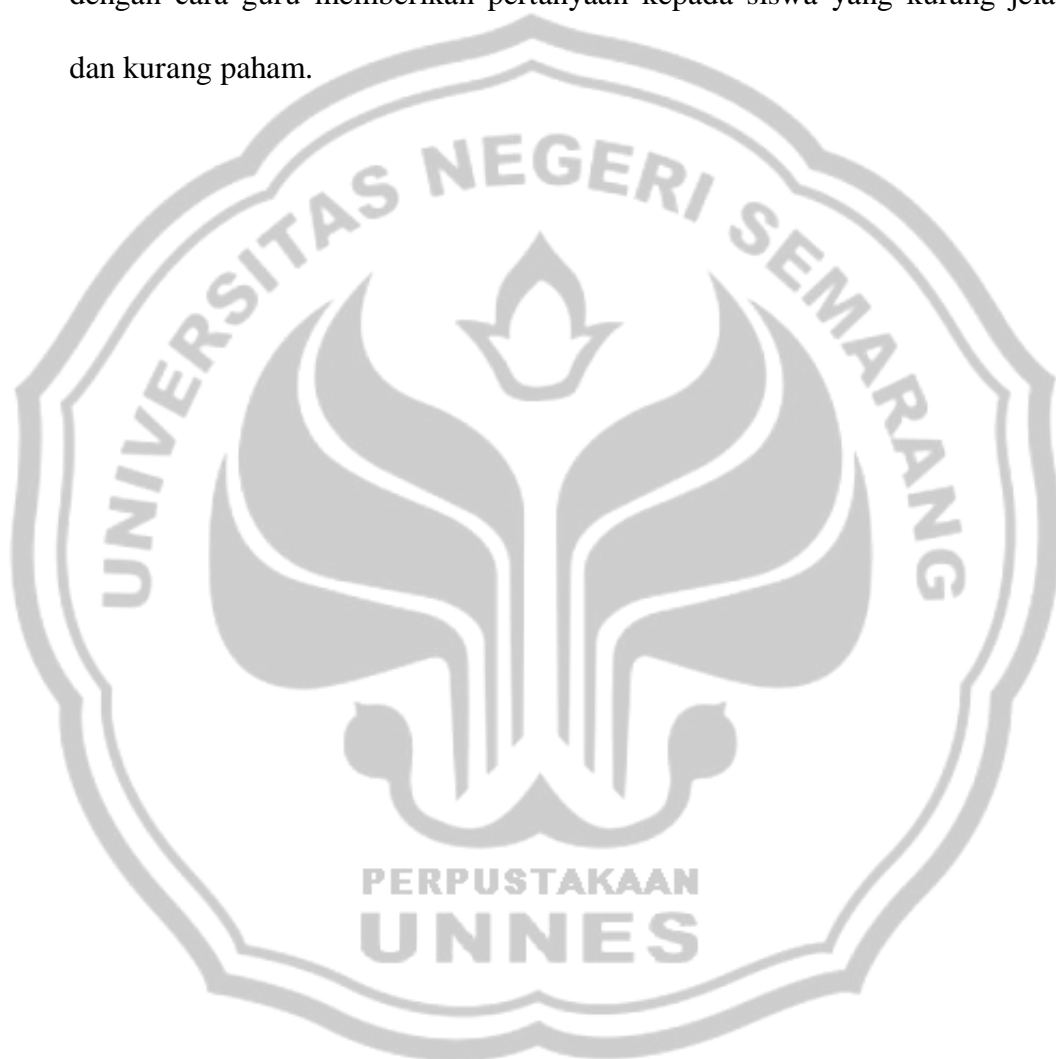 dengan cara guru memberikan pertanyaan kepada siswa yang kurang jela
dan kurang paham.
UNIVERSITAS NEGERI SEMARANG
PERPUSTAKAAN
UNNES